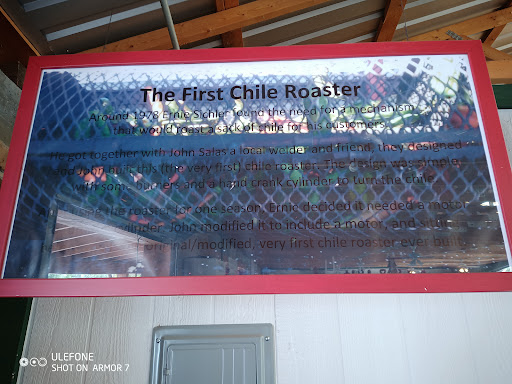 The First Chile Roaster
Around 1978 Ernie Sichler found the need for a mechanism
that would roast a sack of chile for his customers.
He got together with John Salas a local welder and friend, they designed
and John built this (the very first) chile roaster. The design was simple
with some burners and a hand crank cylinder to turn the chile.
the roaster for one season, Ernie decided it needed a motor
John modified it to include a motor, and
original/modified, very first chile roaster ever built
ULEFONE
SHOT ON ARMOR 7